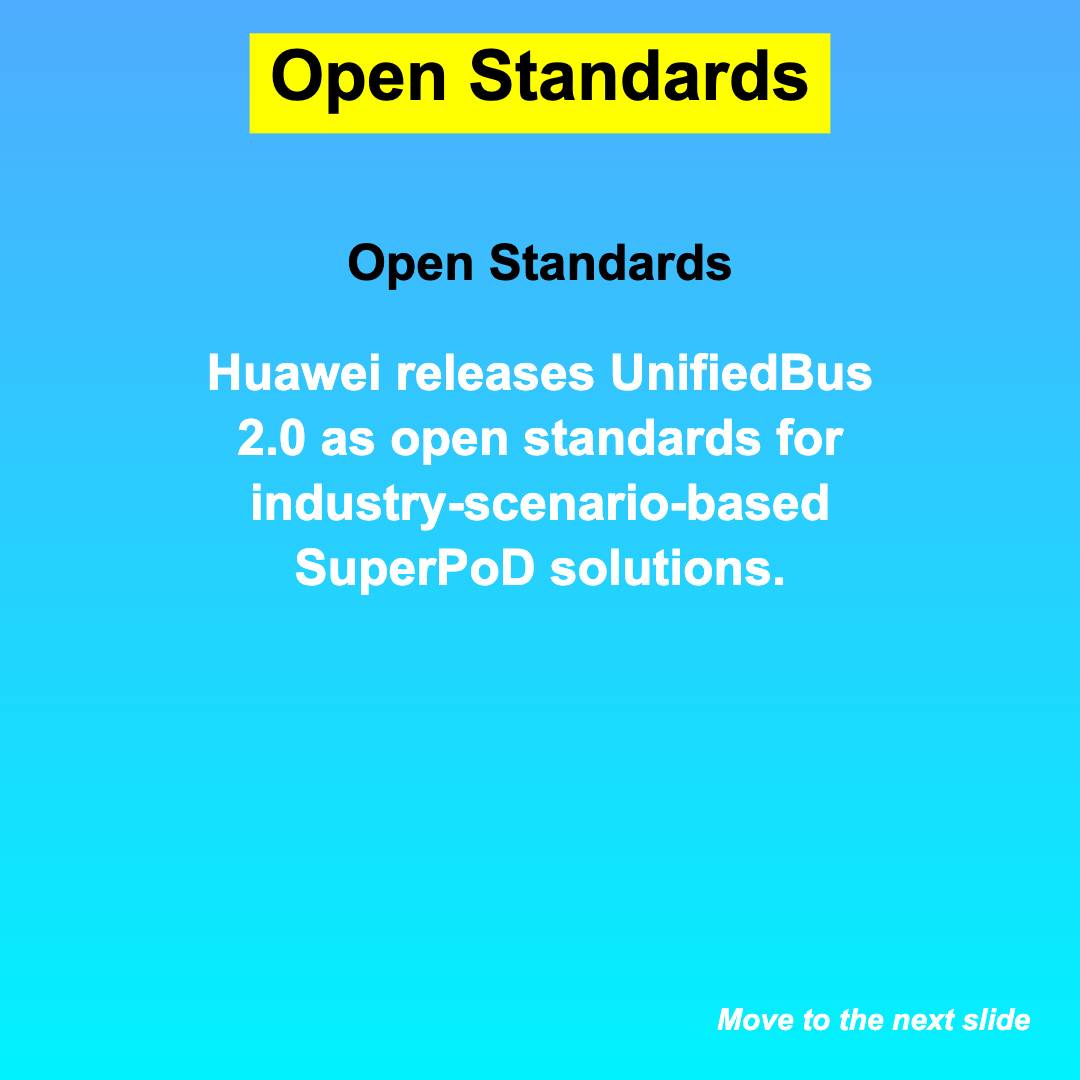 Open Standards
Open Standards
Huawei releases UnifiedBus
2.0 as open standards for
industry-scenario-based
SuperPoD solutions.
Move to the next slide